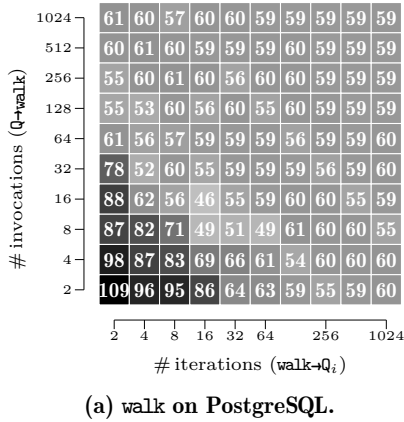 # invocations (Q→walk)
1024 61 60 57 60 60 59 59 59 59 59
512 60 61 60 59 59 59 60 59 59 59
256 55 60 61 60 56 60 60 59 59 59
128 55 53 60 56 60 55 60 59 59 59
64 61 56 57 59 59 59 56 59 59 60
32 78 52 60 55 59 59 59 56 59 60
16 88 62 56 46 55 59 60 60 55 59
8 87 82 71 49 51 49 61 60 60 55
4 98 87 83 69 66 61 54 60 60 60
2 109 96 95 86 64 63 59 55 59 60
2 4 8 16 32 64 256 1024
# iterations (walk→Qi)
(a) walk on PostgreSQL.